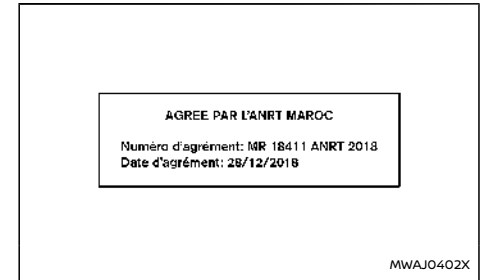 AGREE PAR L'ANRT MAROC
Numéro d'agrément: MR 18411 ANRT 2018
Date d'agrément: 28/12/2018
MWAJ0402X